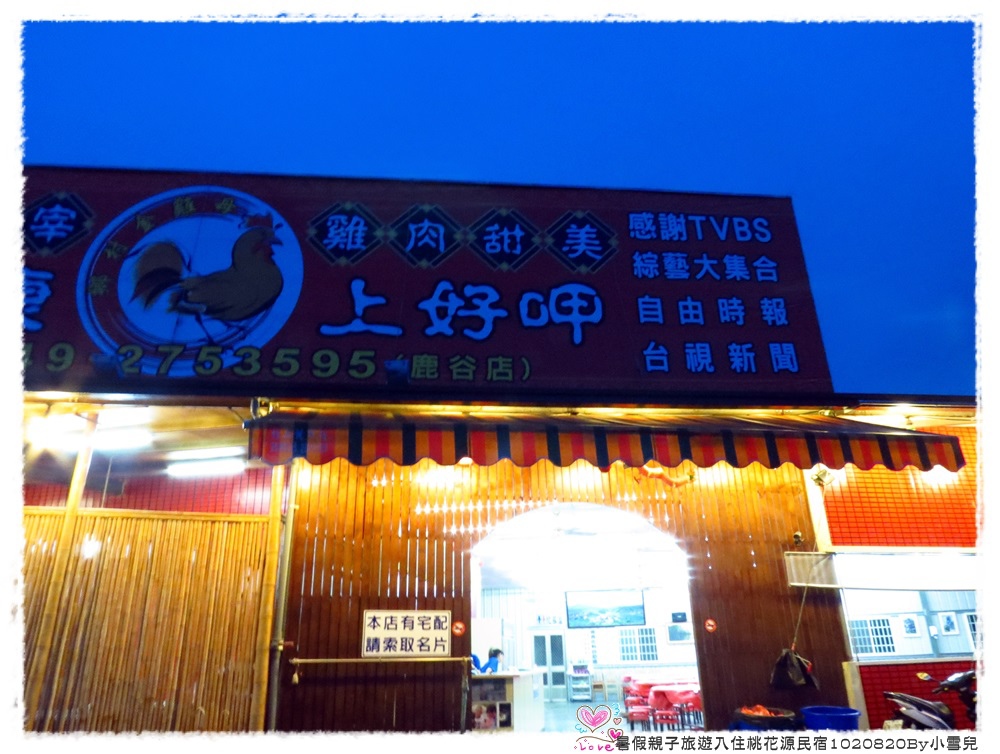 宰
雞肉甜美
上好呷
49-2753595(鹿谷店)
感謝TVBS
綜藝大集合
自由時報
台視新聞
本店有宅配
請索取名片
Love
暑假親子旅遊入住桃花源民宿1020820By小雪兒